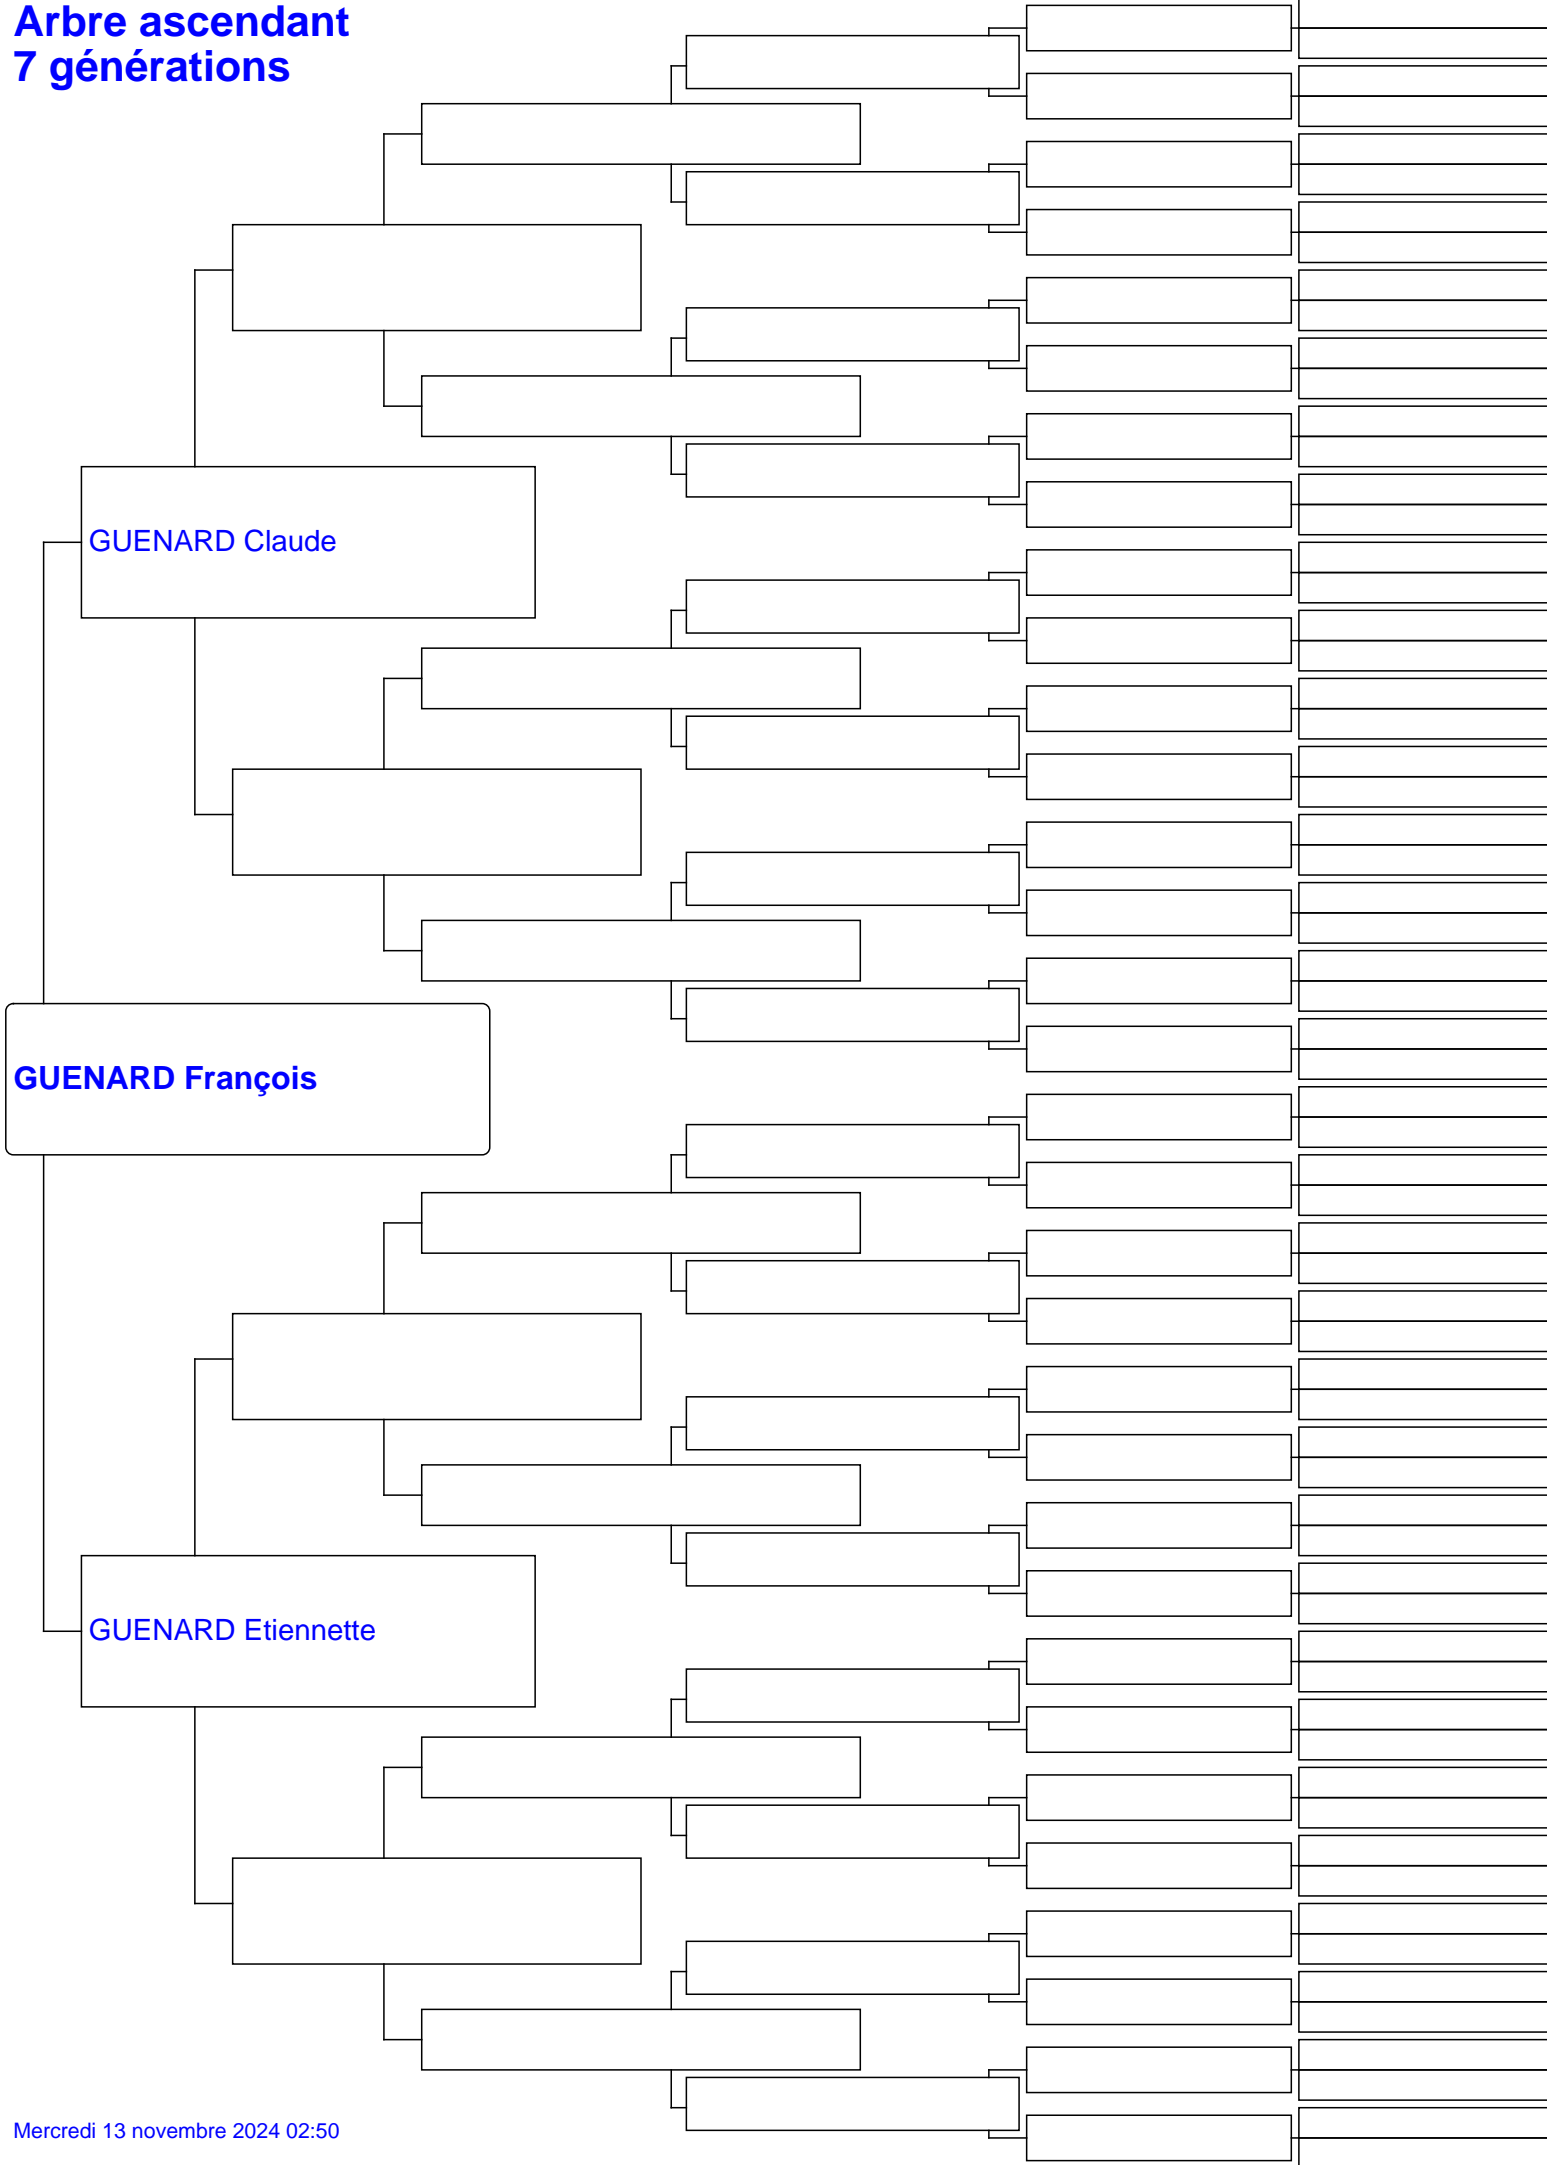 Arbre ascendant
7 générations
GUENARD Claude
GUENARD François
GUENARD Etiennette
Mercredi 13 novembre 2024 02:50